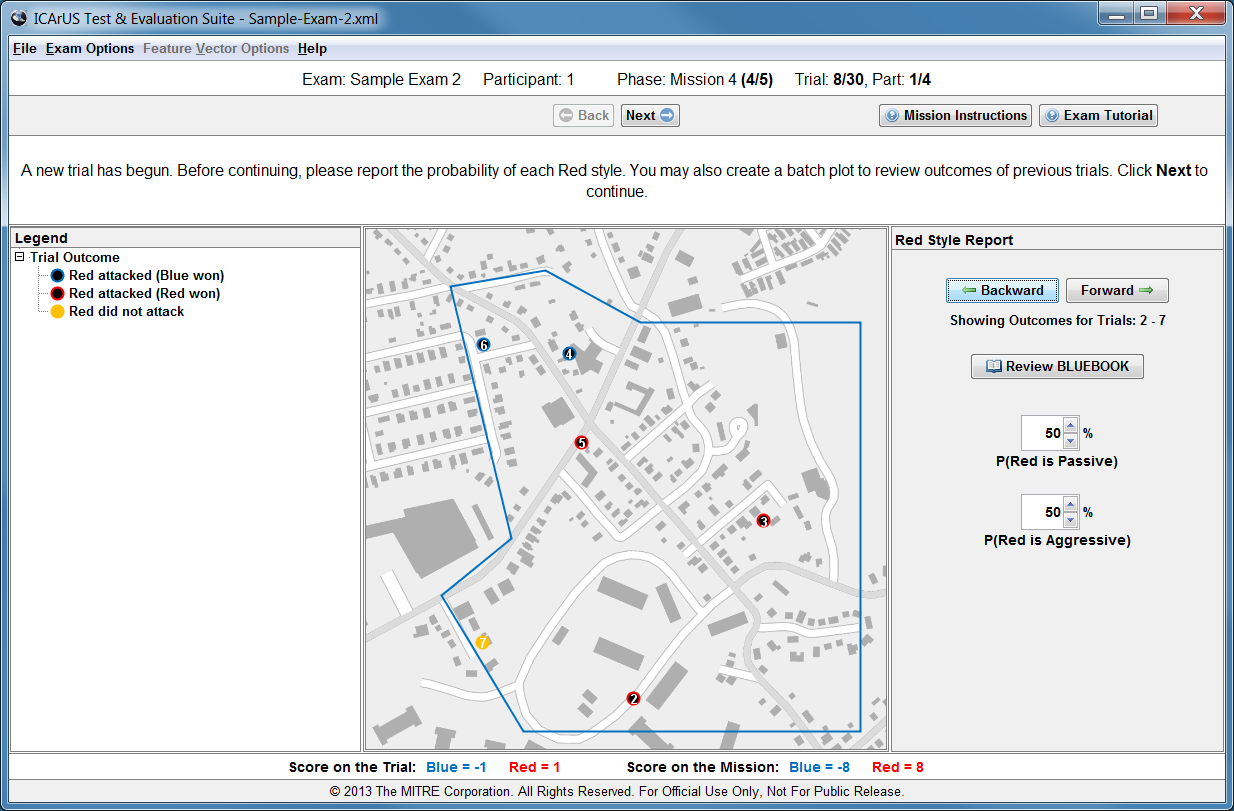 ICArUS Test & Evaluation Suite - Sample-Exam-2.xml
File Exam Options Feature Vector Options Help
Exam: Sample Exam 2 Participant: 1 Phase: Mission 4 (4/5) Trial: 8/30, Part: 1/4
Back Next Mission Instructions Exam Tutorial
A new trial has begun. Before continuing, please report the probability of each Red style. You may also create a batch plot to review outcomes of previous trials. Click Next to
continue.
Legend
Trial Outcome
Red attacked (Blue won)
Red attacked (Red won)
Red did not attack
6
4
5
3
7
2
Red Style Report
Backward Forward
Showing Outcomes for Trials: 2 - 7
Review BLUEBOOK
50 %
P(Red is Passive)
50 %
P(Red is Aggressive)
Score on the Trial: Blue = -1 Red = 1 Score on the Mission: Blue = -8 Red = 8
© 2013 The MITRE Corporation. All Rights Reserved. For Official Use Only, Not For Public Release.